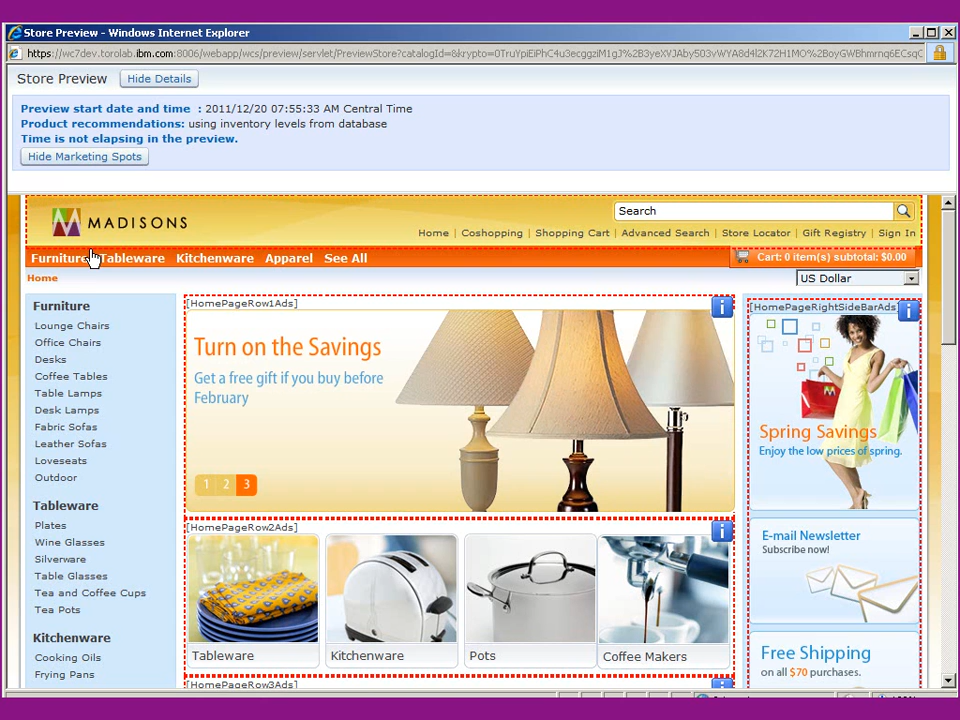 Store Preview - Windows Internet Explorer
Store Preview
Hide Details
Preview start date and time : 2011/12/20 07:55:33 AM Central Time
Product recommendations: using inventory levels from database
Time is not elapsing in the preview.
Hide Marketing Spots
MADISONS
Search
Home | Coshopping | Shopping Cart | Advanced Search | Store Locator | Gift Registry | Sign In
Furniture Tableware Kitchenware Apparel See All
Cart: 0 item(s) subtotal: $0.00
Home
US Dollar
Furniture
Lounge Chairs
Office Chairs
Desks
Coffee Tables
Table Lamps
Desk Lamps
Fabric Sofas
Leather Sofas
Loveseats
Outdoor
Tableware
Plates
Wine Glasses
Silverware
Table Glasses
Tea and Coffee Cups
Tea Pots
Kitchenware
Cooking Oils
Frying Pans
[HomePageRow1Ads]
Turn on the Savings
Get a free gift if you buy before
February
1 2 3
[HomePageRow2Ads]
Tableware
Kitchenware
Pots
Coffee Makers
[HomePageRow3Ads]
[HomePageRightSideBarAds]
Spring Savings
Enjoy the low prices of spring.
E-mail Newsletter
Subscribe now!
Free Shipping
on all $70 purchases.